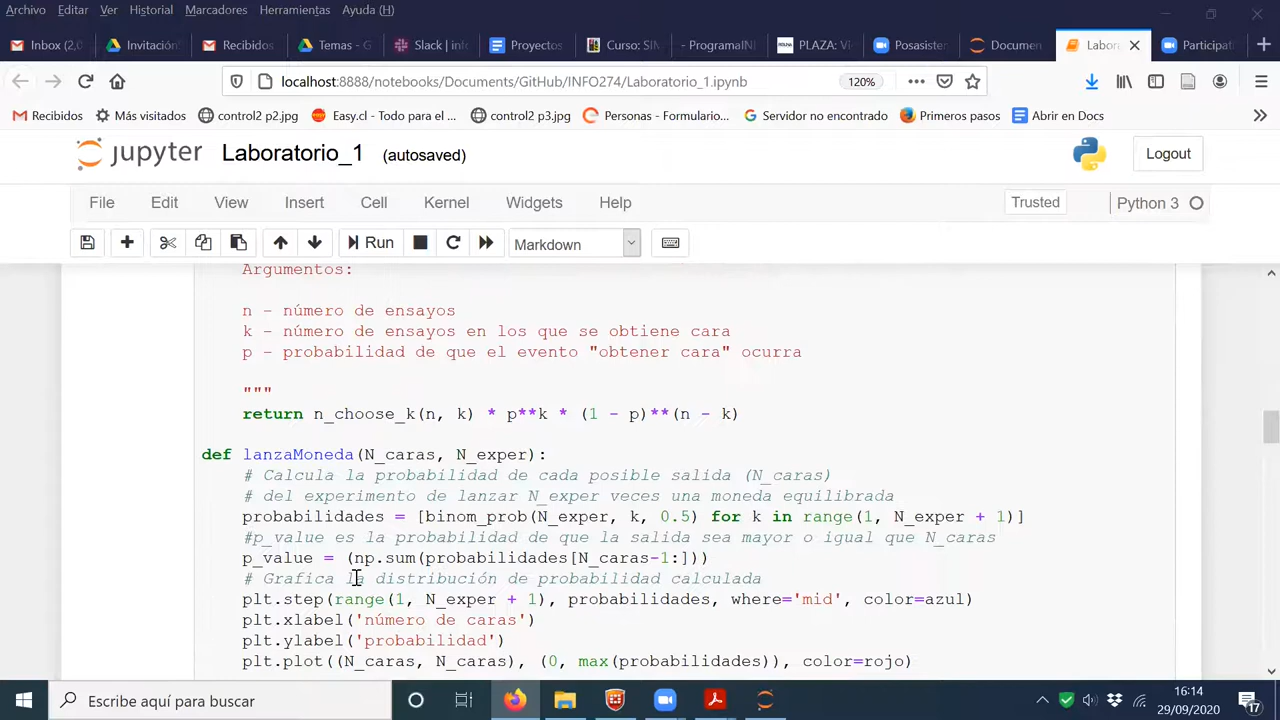 Archivo Editar Ver Historial Marcadores Herramientas Ayuda (H)
Inbox (2,0 Invitación Recibidos Temas - G Slack | inf Proyectos Curso: SIN - ProgramaIN PLAZA: Vi Posasisten Documen Labora Participati
localhost:8888/notebooks/Documents/GitHub/INFO274/Laboratorio_1.ipynb 120%
Recibidos Más visitados control2 p2.jpg Easy.cl - Todo para el ... control2 p3.jpg Personas - Formulario... Servidor no encontrado Primeros pasos Abrir en Docs
jupyter Laboratorio_1 (autosaved) Logout
File Edit View Insert Cell Kernel Widgets Help Trusted Python 3
Run Markdown
Argumentos:
n - número de ensayos
k - número de ensayos en los que se obtiene cara
p - probabilidad de que el evento "obtener cara" ocurra
"""
return n_choose_k(n, k) * p**k * (1 - p)**(n - k)
def lanzaMoneda(N_caras, N_exper):
# Calcula la probabilidad de cada posible salida (N_caras)
# del experimento de lanzar N_exper veces una moneda equilibrada
probabilidades = [binom_prob(N_exper, k, 0.5) for k in range(1, N_exper + 1)]
#p_value es la probabilidad de que la salida sea mayor o igual que N_caras
p_value = (np.sum(probabilidades[N_caras-1:]))
# Grafica la distribución de probabilidad calculada
plt.step(range(1, N_exper + 1), probabilidades, where='mid', color=azul)
plt.xlabel('número de caras')
plt.ylabel('probabilidad')
plt.plot((N_caras, N_caras), (0, max(probabilidades)), color=rojo)
Escribe aquí para buscar
16:14
29/09/2020
17